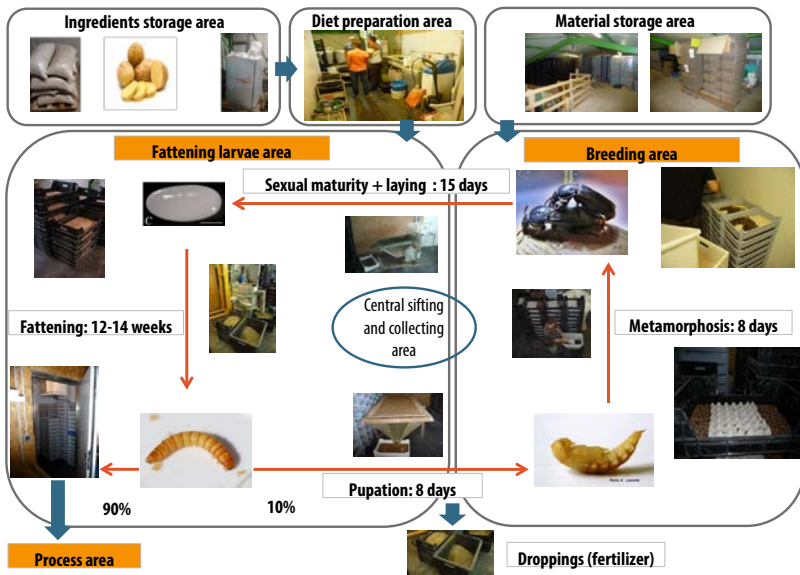 Ingredients storage area
Diet preparation area
Material storage area
Fattening larvae area
Breeding area
Sexual maturity + laying : 15 days
C
Fattening: 12-14 weeks
Central sifting
and collecting
area
Metamorphosis: 8 days
Pupation: 8 days
90%
10%
Process area
Droppings (fertilizer)